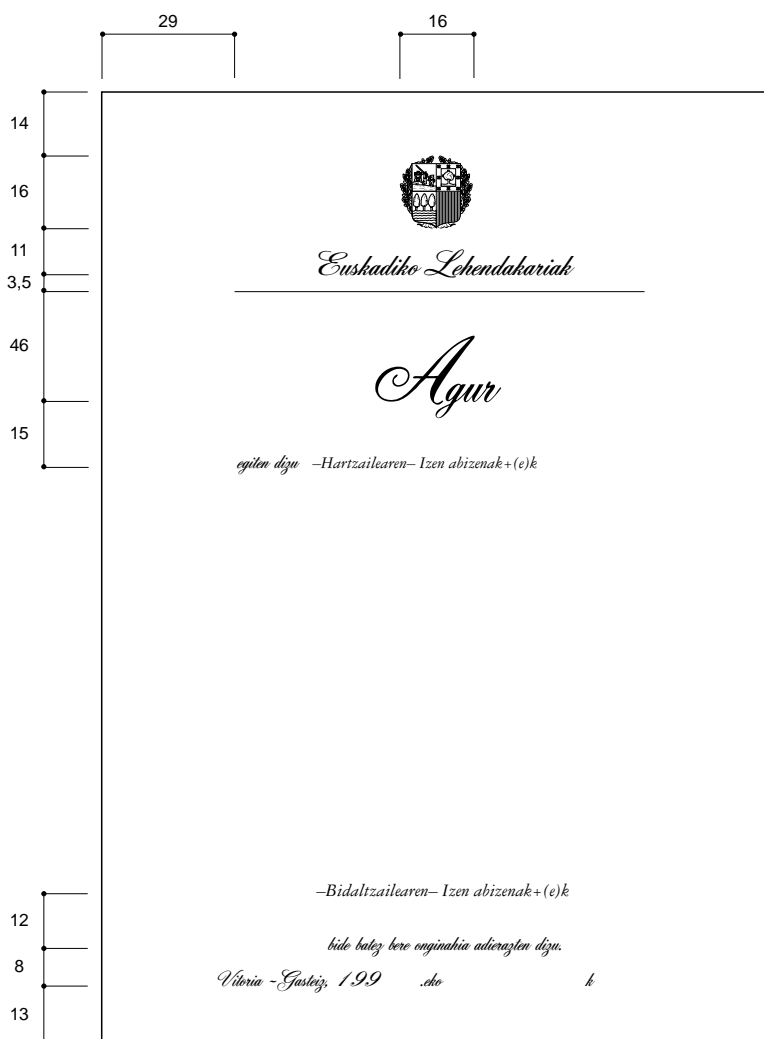 29 16
14
16
11
Euskadiko Lehendakariak
3,5
46
Agur
15
egiten dizu –Hartzailearen– Izen abizenak+(e)k
–Bidaltzailearen– Izen abizenak+(e)k
12
bide batez bere onginahia adierazten dizu.
8
Vitoria - Gasteiz, 199 .eko k
13